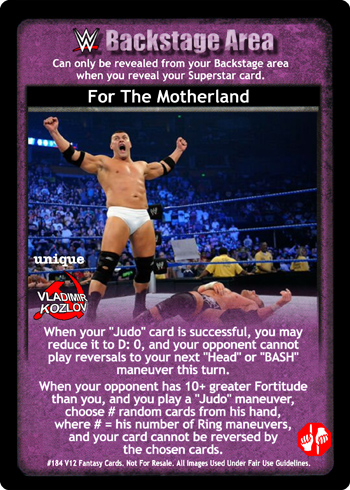 W Backstage Area
Can only be revealed from your Backstage area
when you reveal your Superstar card.
For The Motherland
unique
VLADIMIR
KOZLOV
When your "Judo" card is successful, you may
reduce it to D: 0, and your opponent cannot
play reversals to your next "Head" or "BASH"
maneuver this turn.
When your opponent has 10+ greater Fortitude
than you, and you play a "Judo" maneuver,
choose # random cards from his hand,
where # = his number of Ring maneuvers,
and your card cannot be reversed by
the chosen cards.
#184 V12 Fantasy Cards. Not For Resale. All Images Used Under Fair Use Guidelines.